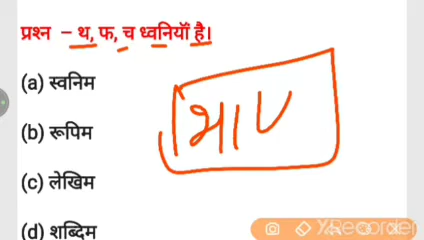 प्रश्न – थ, फ, च ध्वनियाँ है।
(a) स्वनिम
(b) रूपिम
(c) लेखिम
(d) शब्दिम
XRecorder